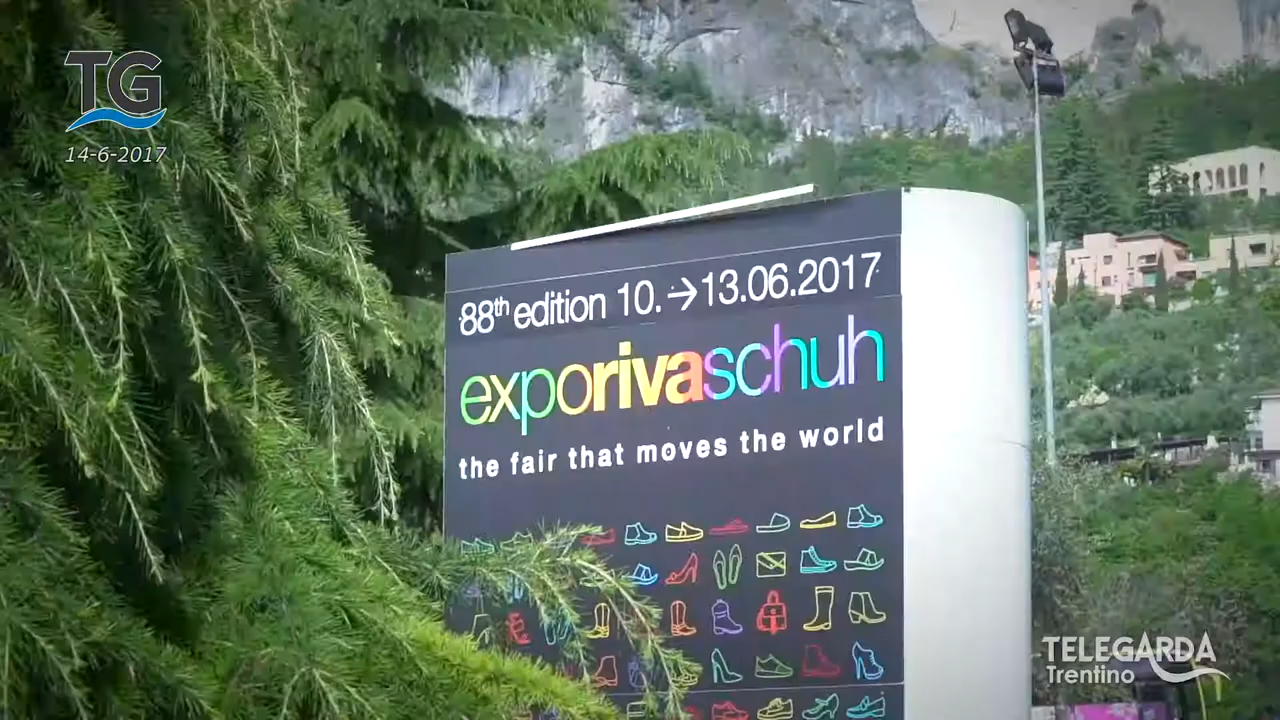 TG
14-6-2017
88th edition 10.→13.06.2017
exporivaschuh
the fair that moves the world
TELEGARDA
Trentino